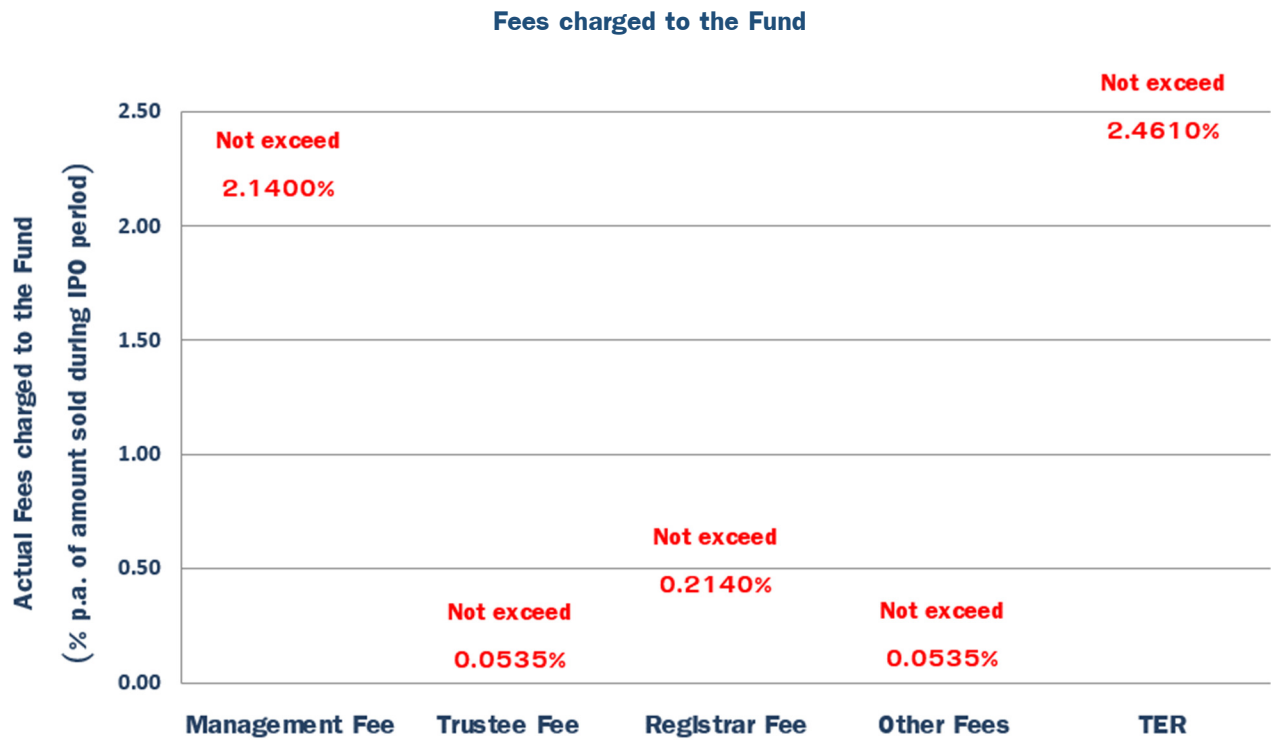 Fees charged to the Fund
Actual Fees charged to the Fund
(% p.a. of amount sold during IPO period)
2.50
2.00
1.50
1.00
0.50
0.00
Not exceed
2.1400%
Not exceed
0.0535%
Not exceed
0.2140%
Not exceed
0.0535%
Not exceed
2.4610%
Management Fee
Trustee Fee
Registrar Fee
Other Fees
TER